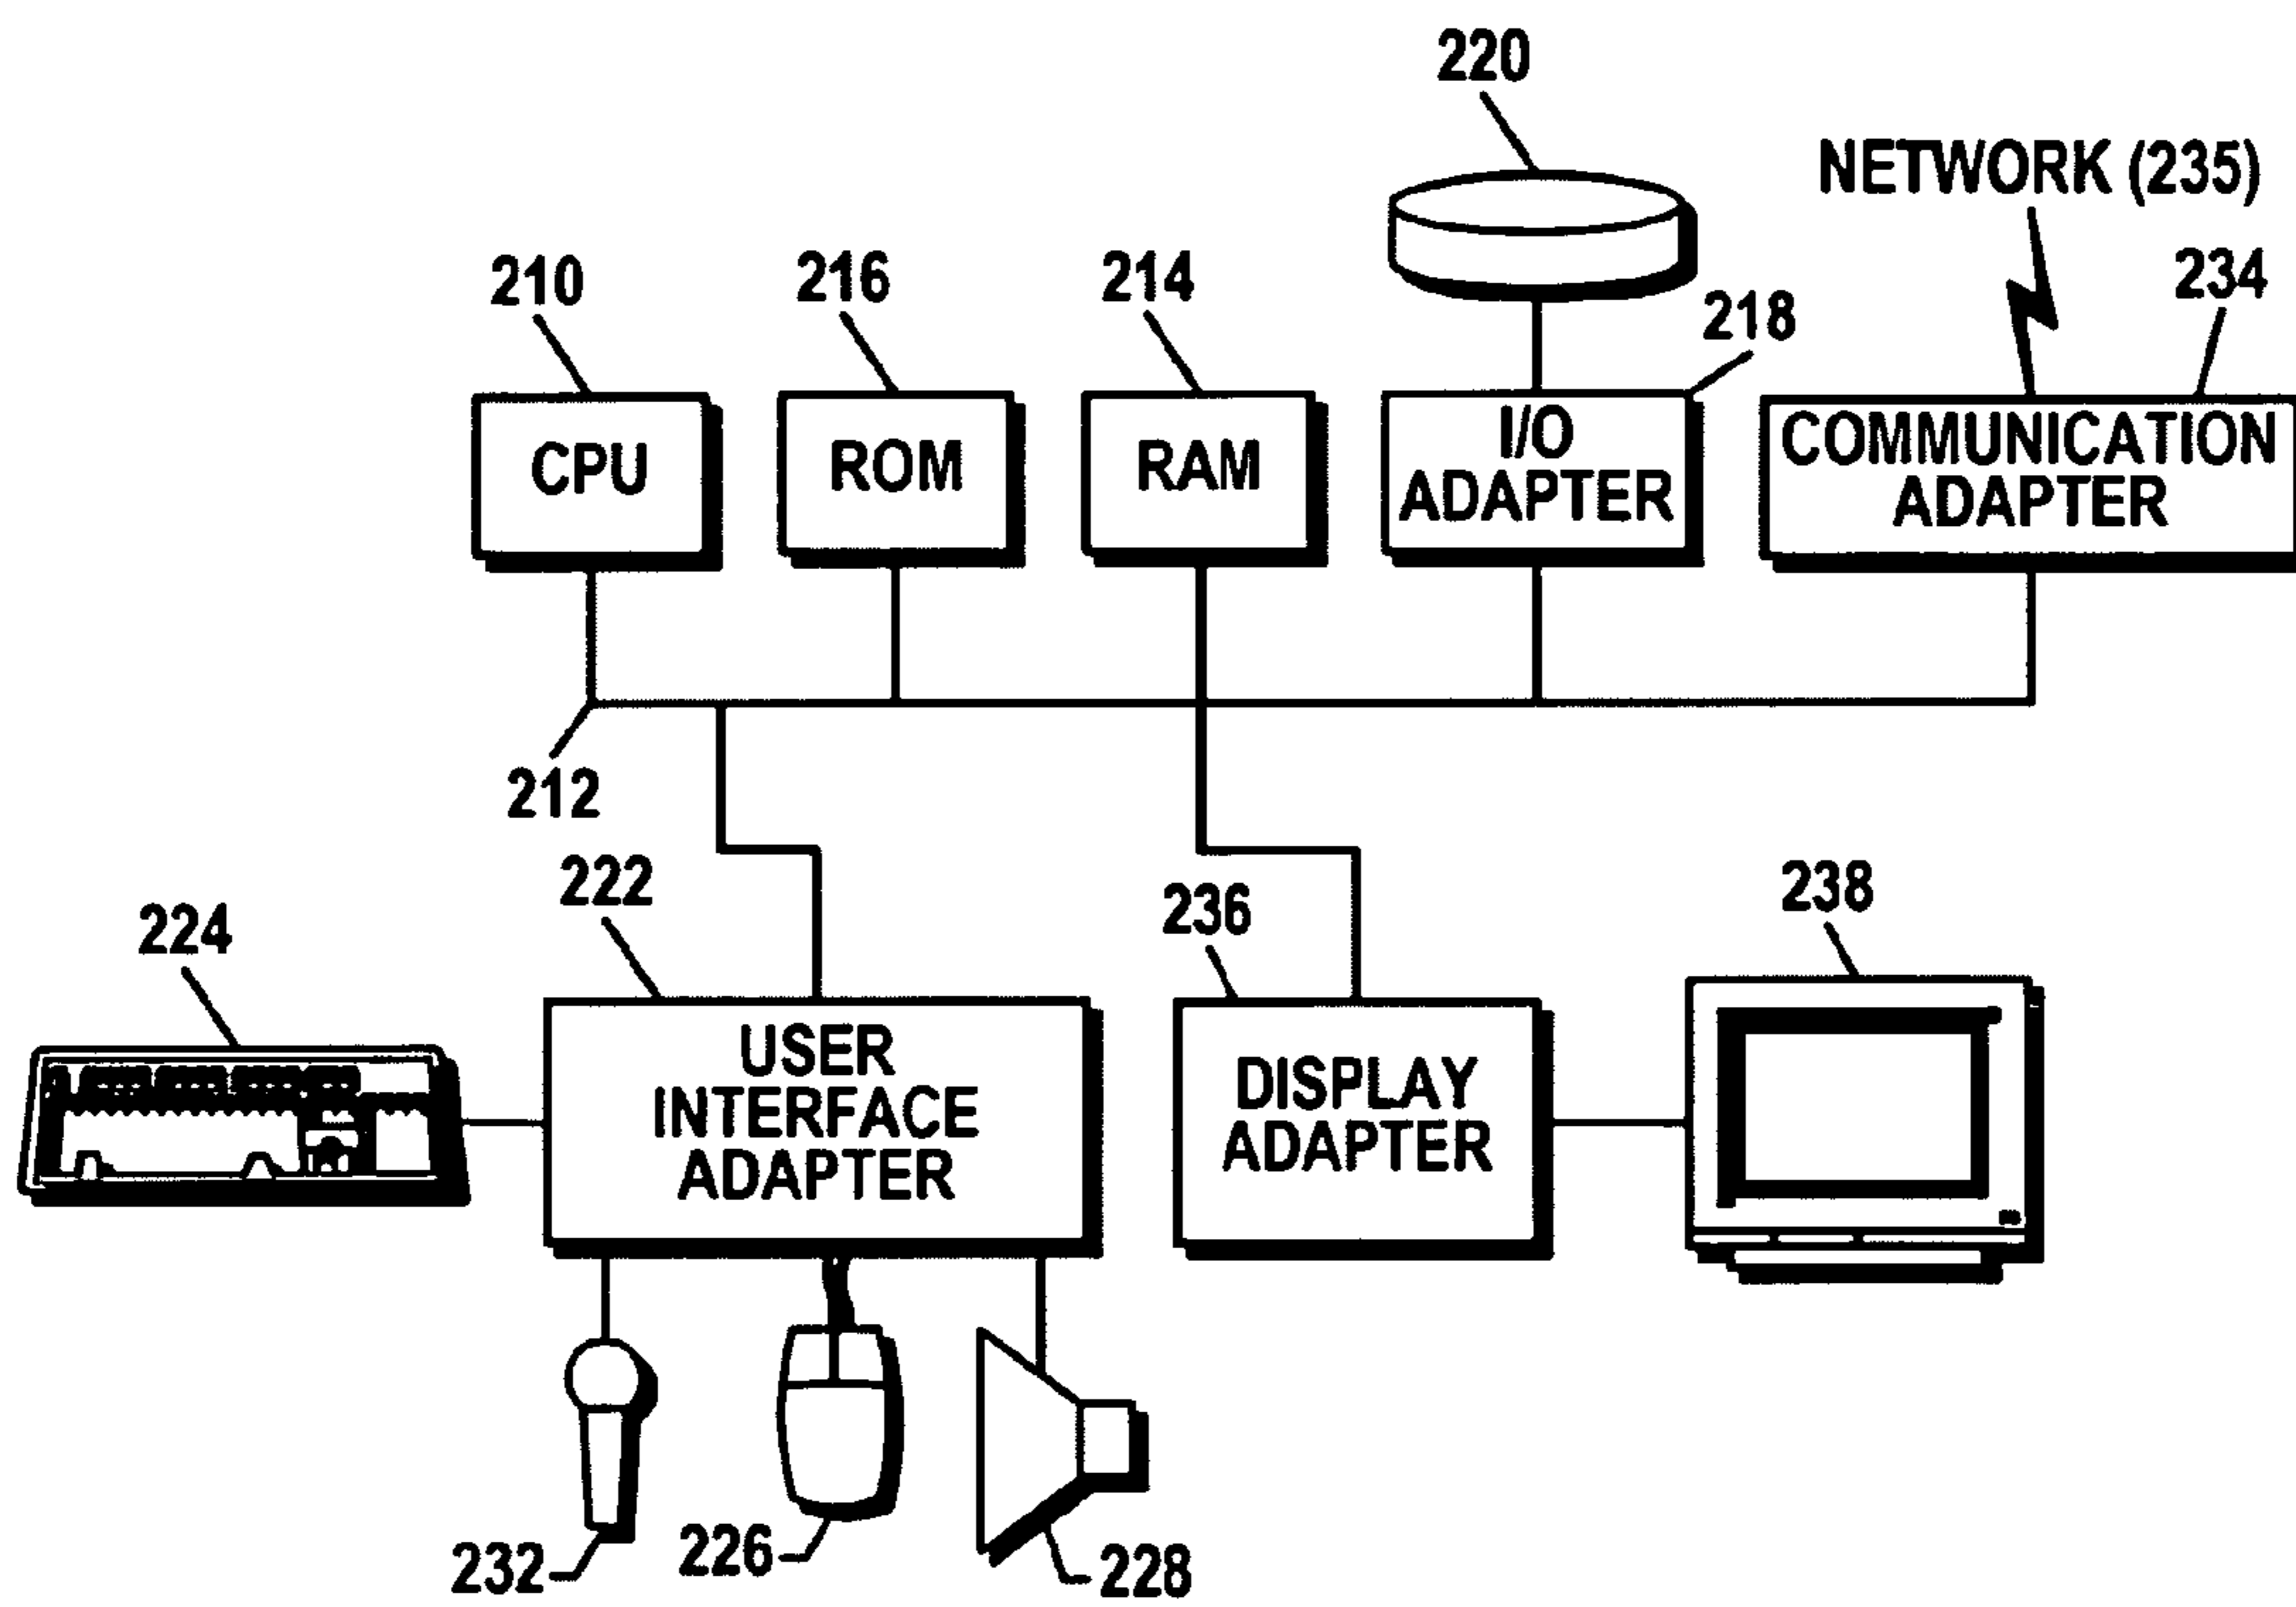 220
NETWORK (235)
210
216
214
218
234
CPU
ROM
RAM
I/O
ADAPTER
COMMUNICATION
ADAPTER
212
222
224
236
238
USER
INTERFACE
ADAPTER
DISPLAY
ADAPTER
232
226
228